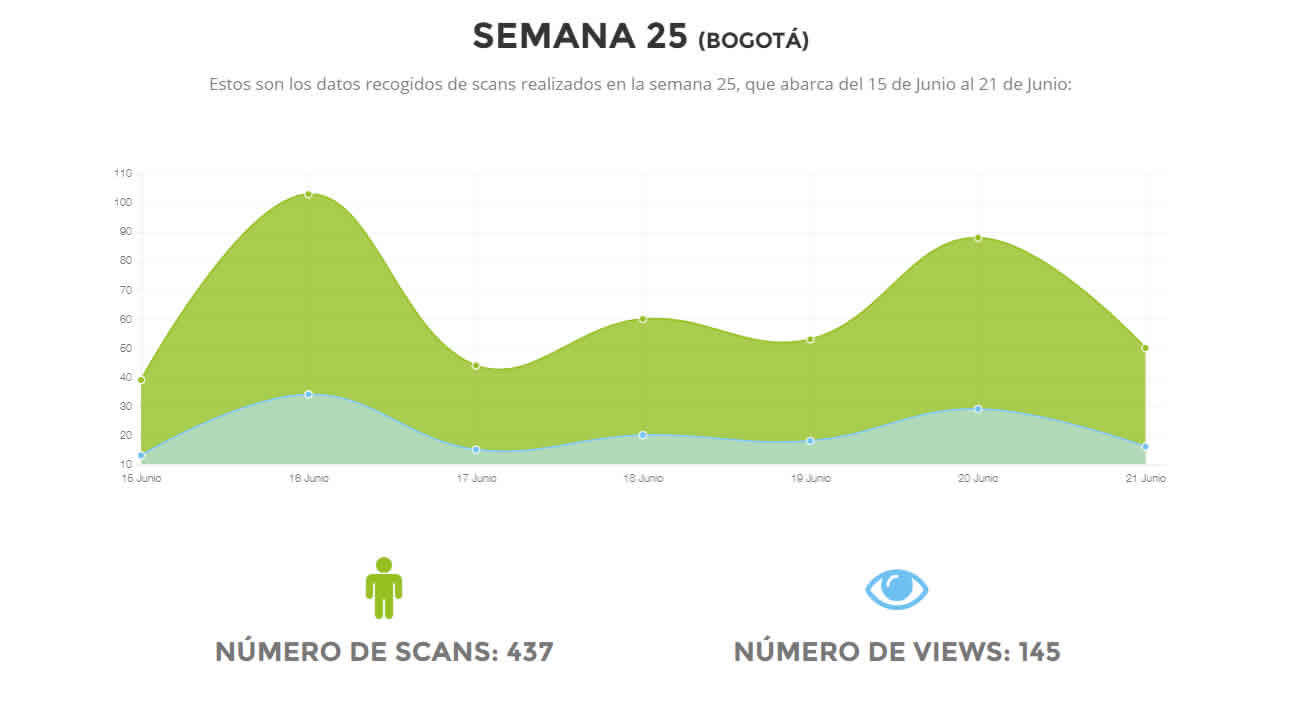 SEMANA 25 (BOGOTÁ)
Estos son los datos recogidos de scans realizados en la semana 25, que abarca del 15 de Junio al 21 de Junio:
110
100
90
80
70
60
50
40
30
20
10
15 Junio
16 Junio
17 Junio
18 Junio
19 Junio
20 Junio
21 Junio
NÚMERO DE SCANS: 437
NÚMERO DE VIEWS: 145